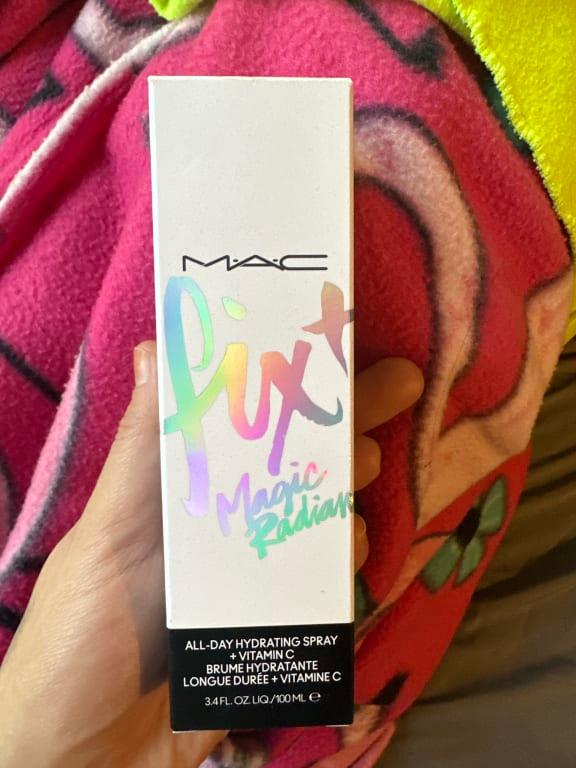 M·A·C
fix+
Magic
Radian
ALL-DAY HYDRATING SPRAY
+ VITAMIN C
BRUME HYDRATANTE
LONGUE DURÉE + VITAMINE C
3.4 FL. OZ. LIQ./100 ML ℮